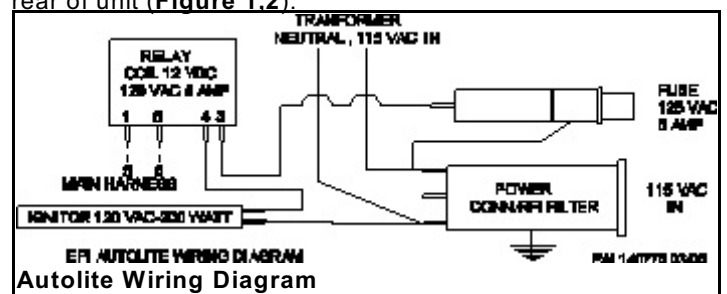 rear of unit (Figure 1,2).
TRANFORMER
NEUTRAL, 115 VAC IN
RELAY
COIL 12 VDC
125 VAC 5 AMP
1 5 4 3
MAIN HARNESS
IGNITOR 120 VAC-300 WATT
FUSE
125 VAC
5 AMP
POWER
CONN/RFI FILTER
115 VAC
IN
EPI AUTOLITE WIRING DIAGRAM
Autolite Wiring Diagram